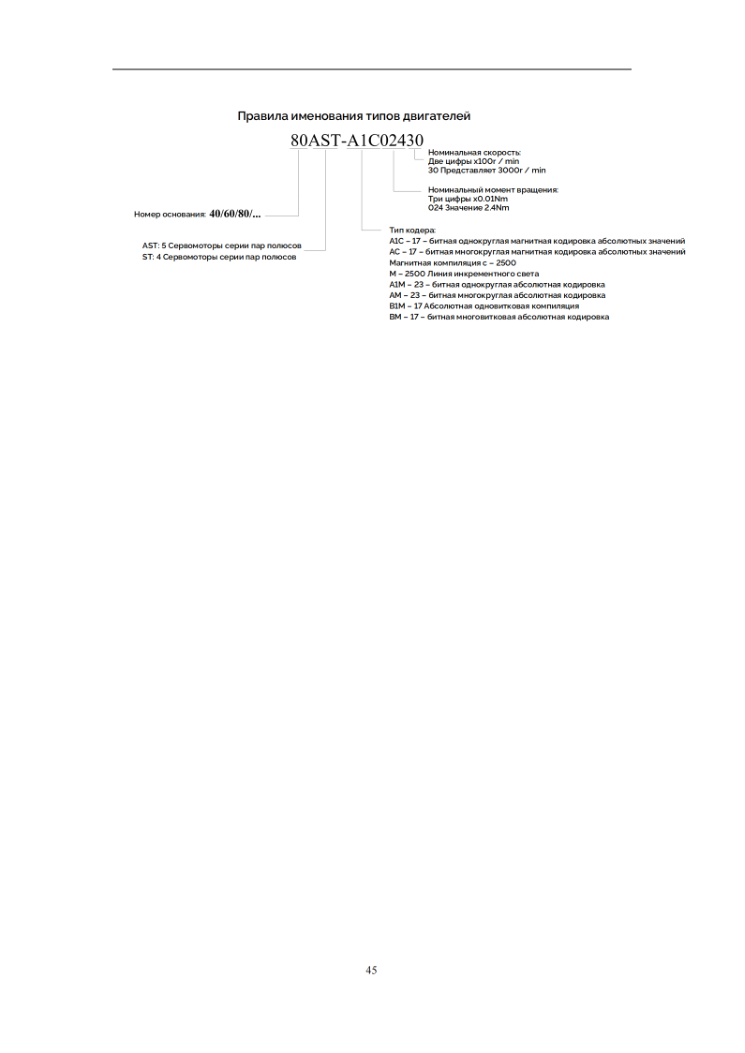 Правила именования типов двигателей
80AST-A1C02430
Номинальная скорость:
Две цифры x100r / min
30 Представляет 3000r / min
Номинальный момент вращения:
Три цифры x0.01Nm
024 Значение 2.4Nm
Номер основания: 40/60/80/...
AST: 5 Сервомоторы серии пар полюсов
ST: 4 Сервомоторы серии пар полюсов
Тип кодера:
A1C – 17 – битная однокруглая магнитная кодировка абсолютных значений
AC – 17 – битная многокруглая магнитная кодировка абсолютных значений
Магнитная компиляция с – 2500
M – 2500 Линия инкрементного света
A1M – 23 – битная однокруглая абсолютная кодировка
AM – 23 – битная многокруглая абсолютная кодировка
B1M – 17 Абсолютная одновитковая компиляция
BM – 17 – битная многовитковая абсолютная кодировка
45